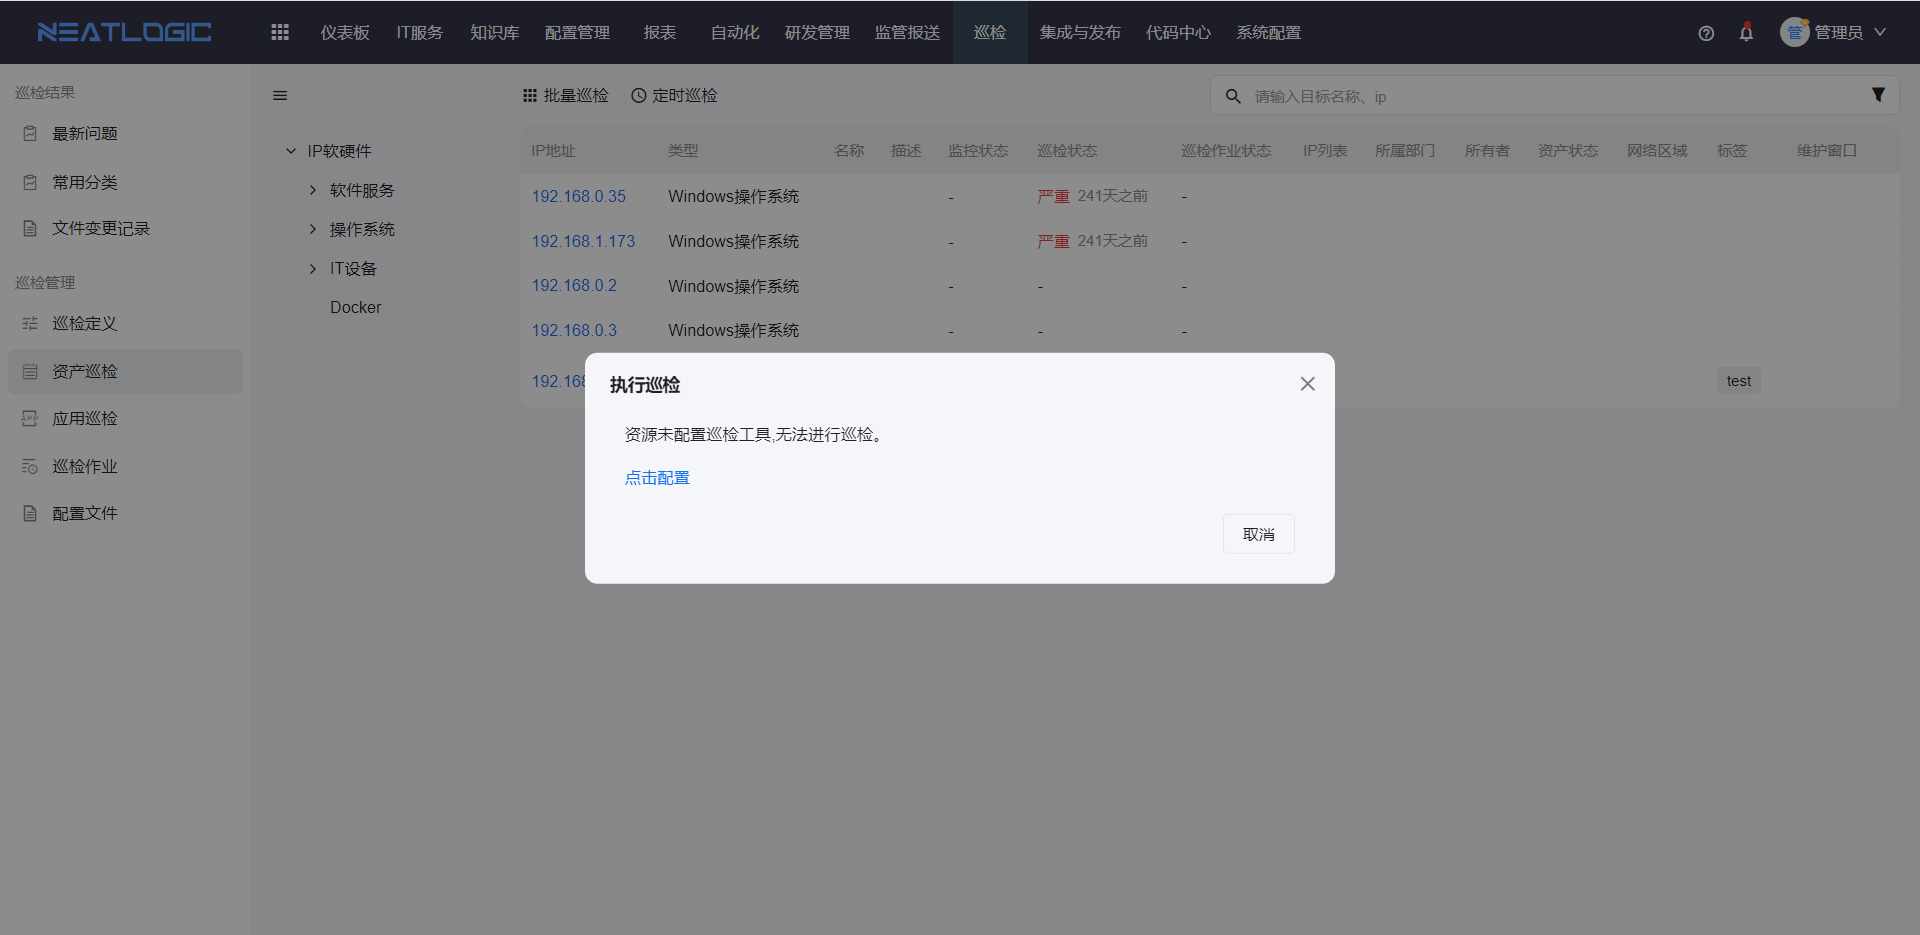 NEATLOGIC
仪表板 IT服务 知识库 配置管理 报表 自动化 研发管理 监管报送 巡检 集成与发布 代码中心 系统配置
管 管理员
巡检结果
最新问题
常用分类
文件变更记录
巡检管理
巡检定义
资产巡检
APP 应用巡检
巡检作业
配置文件
IP软硬件
软件服务
操作系统
IT设备
Docker
批量巡检 定时巡检
请输入目标名称、ip
IP地址 类型 名称 描述 监控状态 巡检状态 巡检作业状态 IP列表 所属部门 所有者 资产状态 网络区域 标签 维护窗口
192.168.0.35 Windows操作系统 - 严重 241天之前 -
192.168.1.173 Windows操作系统 - 严重 241天之前 -
192.168.0.2 Windows操作系统 - - -
192.168.0.3 Windows操作系统 - - -
test
执行巡检
资源未配置巡检工具,无法进行巡检。
点击配置
取消